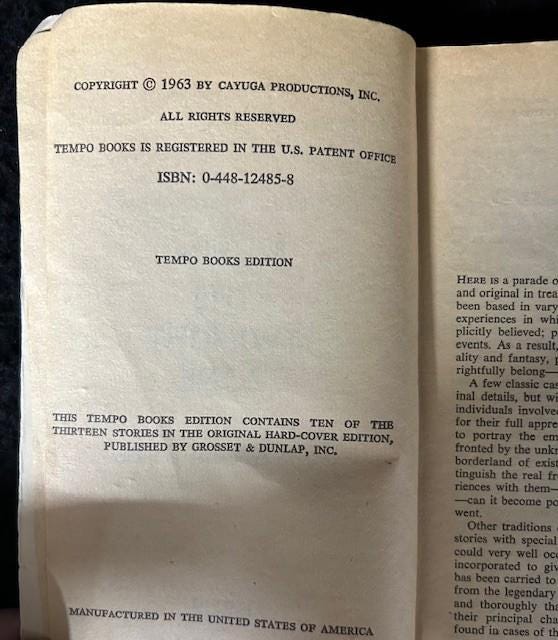 COPYRIGHT © 1963 BY CAYUGA PRODUCTIONS, INC.
ALL RIGHTS RESERVED
TEMPO BOOKS IS REGISTERED IN THE U.S. PATENT OFFICE
ISBN: 0-448-12485-8
TEMPO BOOKS EDITION
THIS TEMPO BOOKS EDITION CONTAINS TEN OF THE
THIRTEEN STORIES IN THE ORIGINAL HARD-COVER EDITION,
PUBLISHED BY GROSSET & DUNLAP, INC.
MANUFACTURED IN THE UNITED STATES OF AMERICA
HERE IS a parade o
and original in trea
been based in vary
experiences in whi
plicitly believed; p
events. As a result,
ality and fantasy, p
rightfully belong—
A few classic cas
inal details, but wi
individuals involve
for their full appre
to portray the em
fronted by the unk
borderland of exist
tinguish the real fr
riences with them—
—can it become po
went.
Other traditions
stories with special
could very well occ
incorporated to giv
has been carried to
from the legendary
and thoroughly tha
their principal cha
found in cases of th